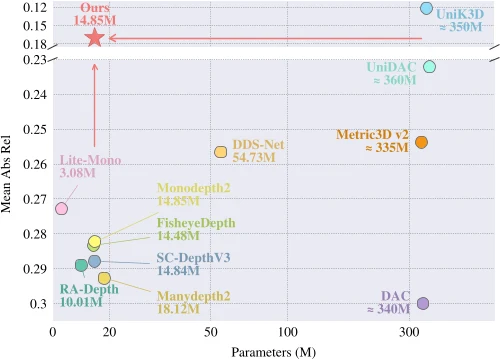 0.12
0.15
0.18
0.23
0.24
0.25
0.26
0.27
0.28
0.29
0.3
Mean Abs Rel
Ours
14.85M
UniK3D
≈ 350M
UniDAC
≈ 360M
Metric3D v2
≈ 335M
DDS-Net
54.73M
Lite-Mono
3.08M
Monodepth2
14.85M
FisheyeDepth
14.48M
SC-DepthV3
14.84M
RA-Depth
10.01M
Manydepth2
18.12M
DAC
≈ 340M
0
20
50
100
300
Parameters (M)